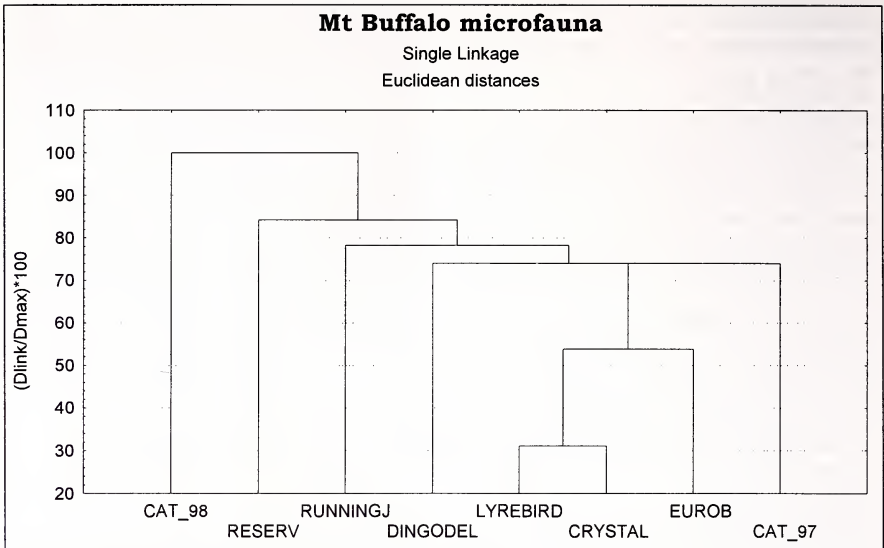 Mt Buffalo microfauna
Single Linkage
Euclidean distances
110
100
90
80
70
60
50
40
30
20
(Dlink/Dmax)*100
CAT_98
RUNNINGJ
LYREBIRD
EUROB
RESERV
DINGODEL
CRYSTAL
CAT_97